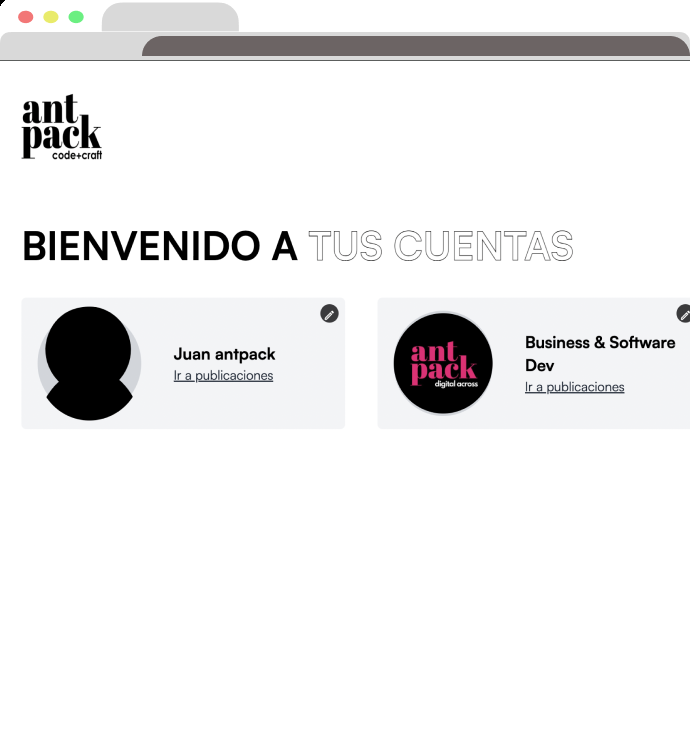 ant
pack
code+craft
BIENVENIDO A TUS CUENTAS
Juan antpack
Ir a publicaciones
ant
pack
digital across
Business & Software
Dev
Ir a publicaciones